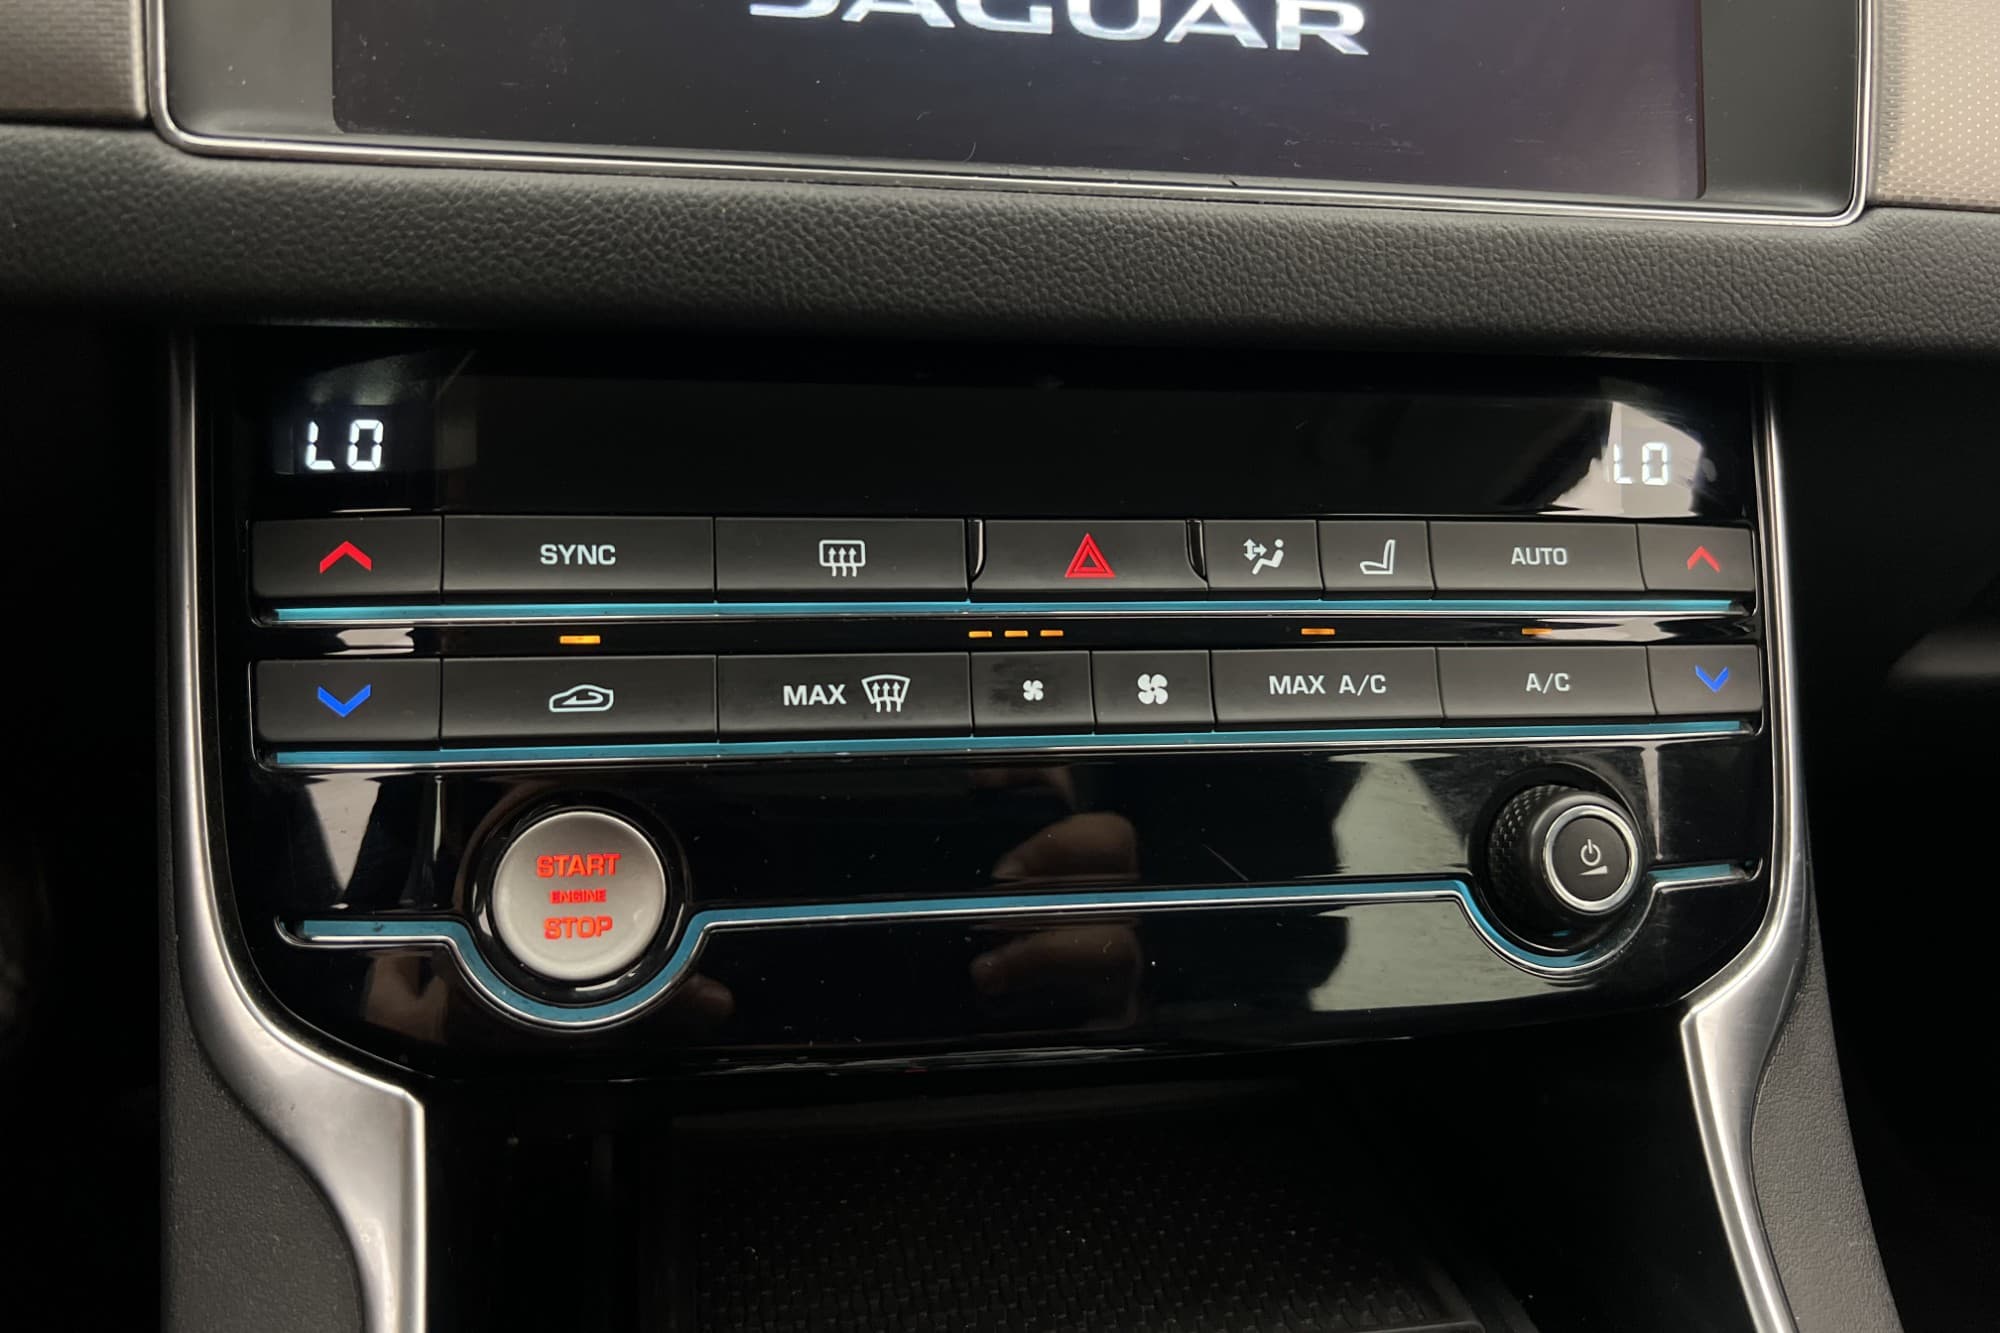 JAGUAR
LO
LO
SYNC
AUTO
MAX
MAX A/C
A/C
START
ENGINE
STOP